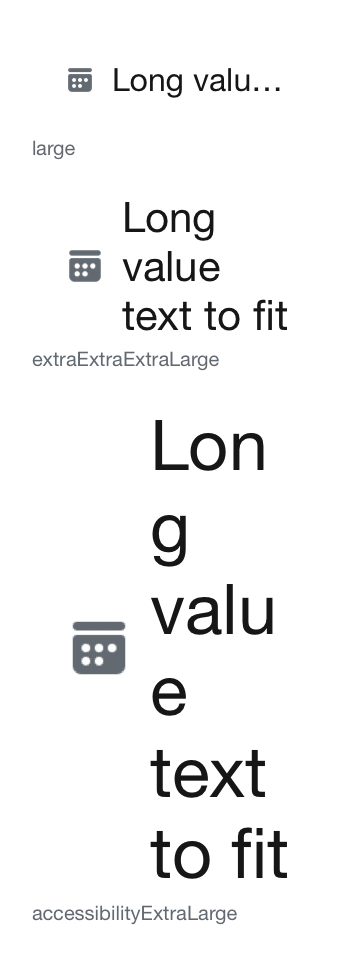 Long valu…
large
Long
value
text to fit
extraExtraExtraLarge
Lon
g
valu
e
text
to fit
accessibilityExtraLarge